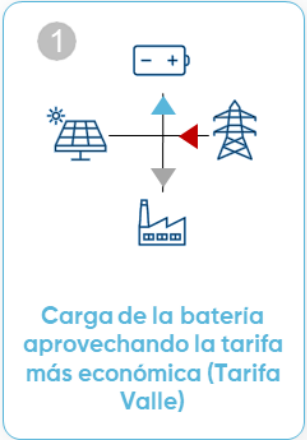 1
- +
Carga de la batería
aprovechando la tarifa
más económica (Tarifa
Valle)